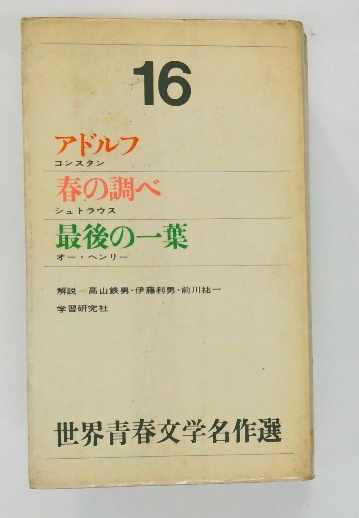 16
アドルフ
コンスタン
春の調べ
シュトラウス
最後の一葉
オー・ヘンリー
解説―高山鉄男・伊藤利男・前川祐一
学習研究社
世界青春文学名作選